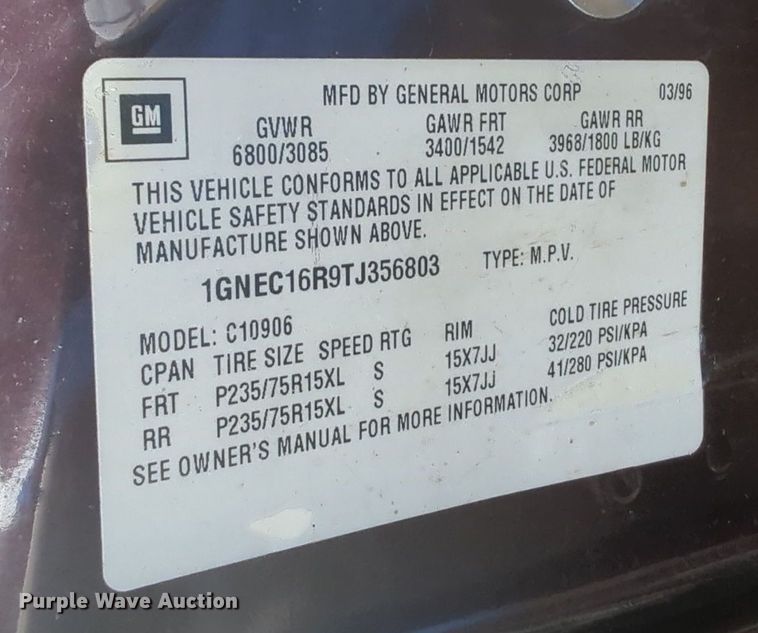 GM
MFD BY GENERAL MOTORS CORP 03/96
GVWR GAWR FRT GAWR RR
6800/3085 3400/1542 3968/1800 LB/KG
THIS VEHICLE CONFORMS TO ALL APPLICABLE U.S. FEDERAL MOTOR
VEHICLE SAFETY STANDARDS IN EFFECT ON THE DATE OF
MANUFACTURE SHOWN ABOVE.
1GNEC16R9TJ356803 TYPE: M.P.V.
MODEL: C10906
CPAN TIRE SIZE SPEED RTG RIM COLD TIRE PRESSURE
FRT P235/75R15XL S 15X7JJ 32/220 PSI/KPA
RR P235/75R15XL S 15X7JJ 41/280 PSI/KPA
SEE OWNER'S MANUAL FOR MORE INFORMATION.
Purple Wave Auction